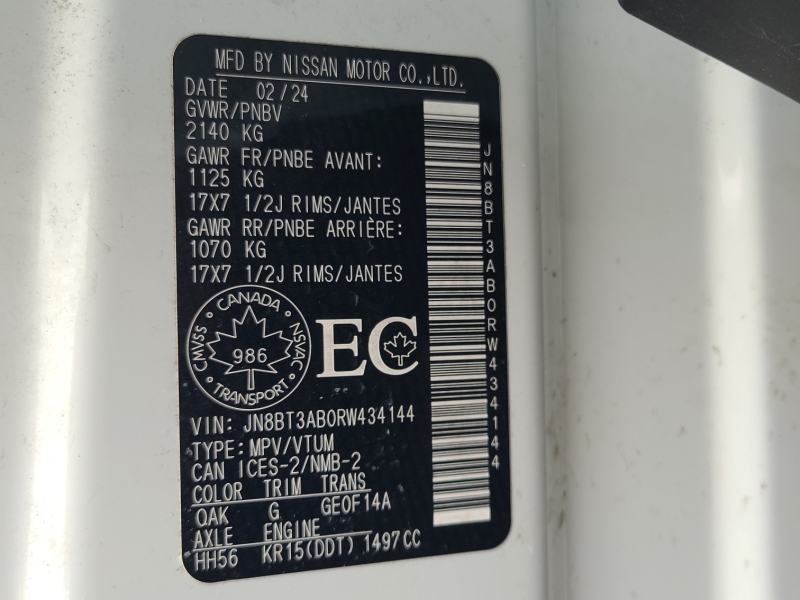 MFD BY NISSAN MOTOR CO.,LTD.
DATE 02/24
GVWR/PNBV
2140 KG
GAWR FR/PNBE AVANT:
1125 KG
17X7 1/2J RIMS/JANTES
GAWR RR/PNBE ARRIÈRE:
1070 KG
17X7 1/2J RIMS/JANTES
CANADA
CMVSS 986 NSVAC
TRANSPORT
EC
VIN: JN8BT3AB0RW434144
TYPE: MPV/VTUM
CAN ICES-2/NMB-2
COLOR TRIM TRANS
QAK G GE0F14A
AXLE ENGINE
HH56 KR15(DDT) 1497CC
JN8BT3AB0RW434144